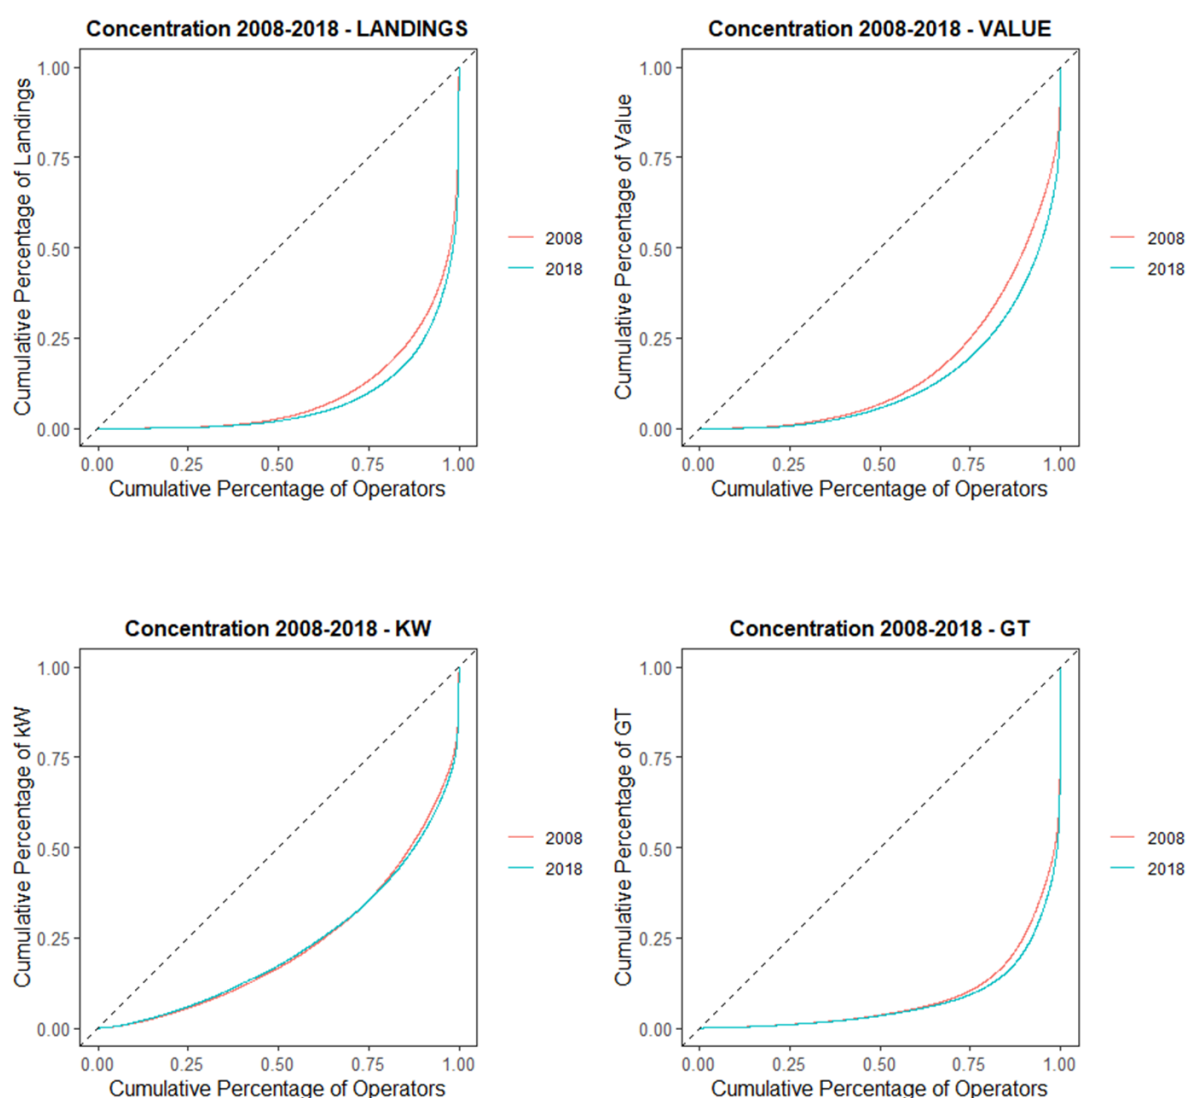 Concentration 2008-2018 - LANDINGS
Cumulative Percentage of Landings
1.00
0.75
0.50
0.25
0.00
0.00 0.25 0.50 0.75 1.00
Cumulative Percentage of Operators
2008
2018
Concentration 2008-2018 - VALUE
Cumulative Percentage of Value
1.00
0.75
0.50
0.25
0.00
0.00 0.25 0.50 0.75 1.00
Cumulative Percentage of Operators
2008
2018
Concentration 2008-2018 - KW
Cumulative Percentage of kW
1.00
0.75
0.50
0.25
0.00
0.00 0.25 0.50 0.75 1.00
Cumulative Percentage of Operators
2008
2018
Concentration 2008-2018 - GT
Cumulative Percentage of GT
1.00
0.75
0.50
0.25
0.00
0.00 0.25 0.50 0.75 1.00
Cumulative Percentage of Operators
2008
2018